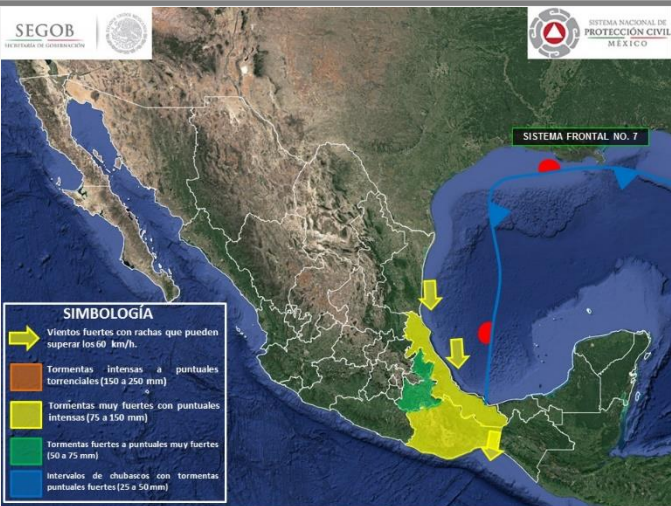 SEGOB
SECRETARÍA DE GOBERNACIÓN
SISTEMA NACIONAL DE
PROTECCIÓN CIVIL
MÉXICO
SISTEMA FRONTAL NO. 7
SIMBOLOGÍA
Vientos fuertes con rachas que pueden
superar los 60 km/h.
Tormentas intensas a puntuales
torrenciales (150 a 250 mm)
Tormentas muy fuertes con puntuales
intensas (75 a 150 mm)
Tormentas fuertes a puntuales muy fuertes
(50 a 75 mm)
Intervalos de chubascos con tormentas
puntuales fuertes (25 a 50 mm)